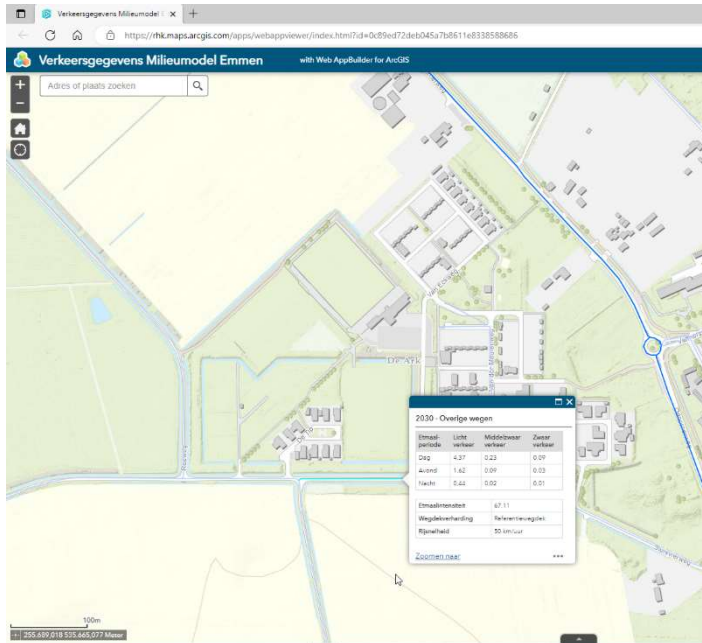 Verkeersgegevens Milieumodel
https://rhk.maps.arcgis.com/apps/webappviewer/index.html?id=0c89ed72deb045a7b8611e8338588686
Verkeersgegevens Milieumodel Emmen with Web AppBuilder for ArcGIS
Adres of plaats zoeken
Van Echtweg
De Ark
2030 - Overige wegen
Etmaal-periode Licht verkeer Middelzwaar verkeer Zwaar verkeer
Dag 4.37 0.23 0.09
Avond 1.62 0.09 0.03
Nacht 0.44 0.02 0.01
Etmaalintensiteit 67.11
Wegdekverharding Referentiewegdek
Rijsnelheid 50 km/uur
Zoomen naar
100m
255.689,018 535.665,077 Meter